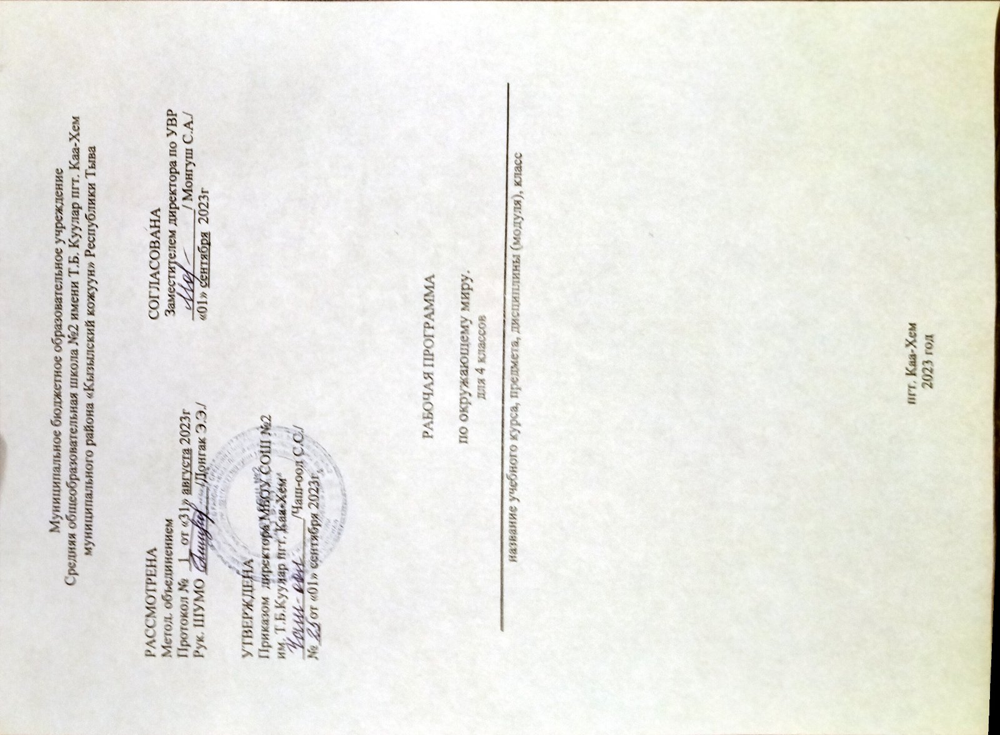 Муниципальное бюджетное образовательное учреждение
Средняя общеобразовательная школа №2 имени Т.Б. Куулар пгт. Каа-Хем
муниципального района «Кызылский кожуун» Республики Тыва
РАССМОТРЕНА
Метод. объединением
Протокол № 1 от «31» августа 2023г
Рук. ШУМО /Донгак Э.Э./
СОГЛАСОВАНА
Заместителем директора по УВР
/ Монгуш С.А./
«01» сентября 2023г
УТВЕРЖДЕНА
Приказом директора МБОУ СОШ №2
им. Т.Б.Куулар пгт. Каа-Хем
/Чаш-оол С.С./
№ от «01» сентября 2023г.
РАБОЧАЯ ПРОГРАММА
по окружающему миру.
для 4 классов
название учебного курса, предмета, дисциплины (модуля), класс
пгт. Каа-Хем
2023 год